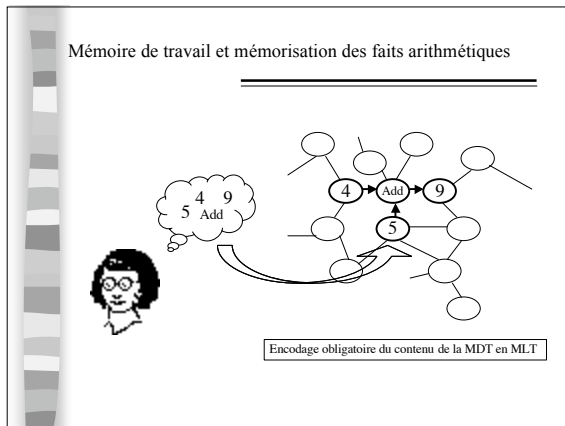 Mémoire de travail et mémorisation des faits arithmétiques
5 4 9
Add
4 Add 9
5
Encodage obligatoire du contenu de la MDT en MLT